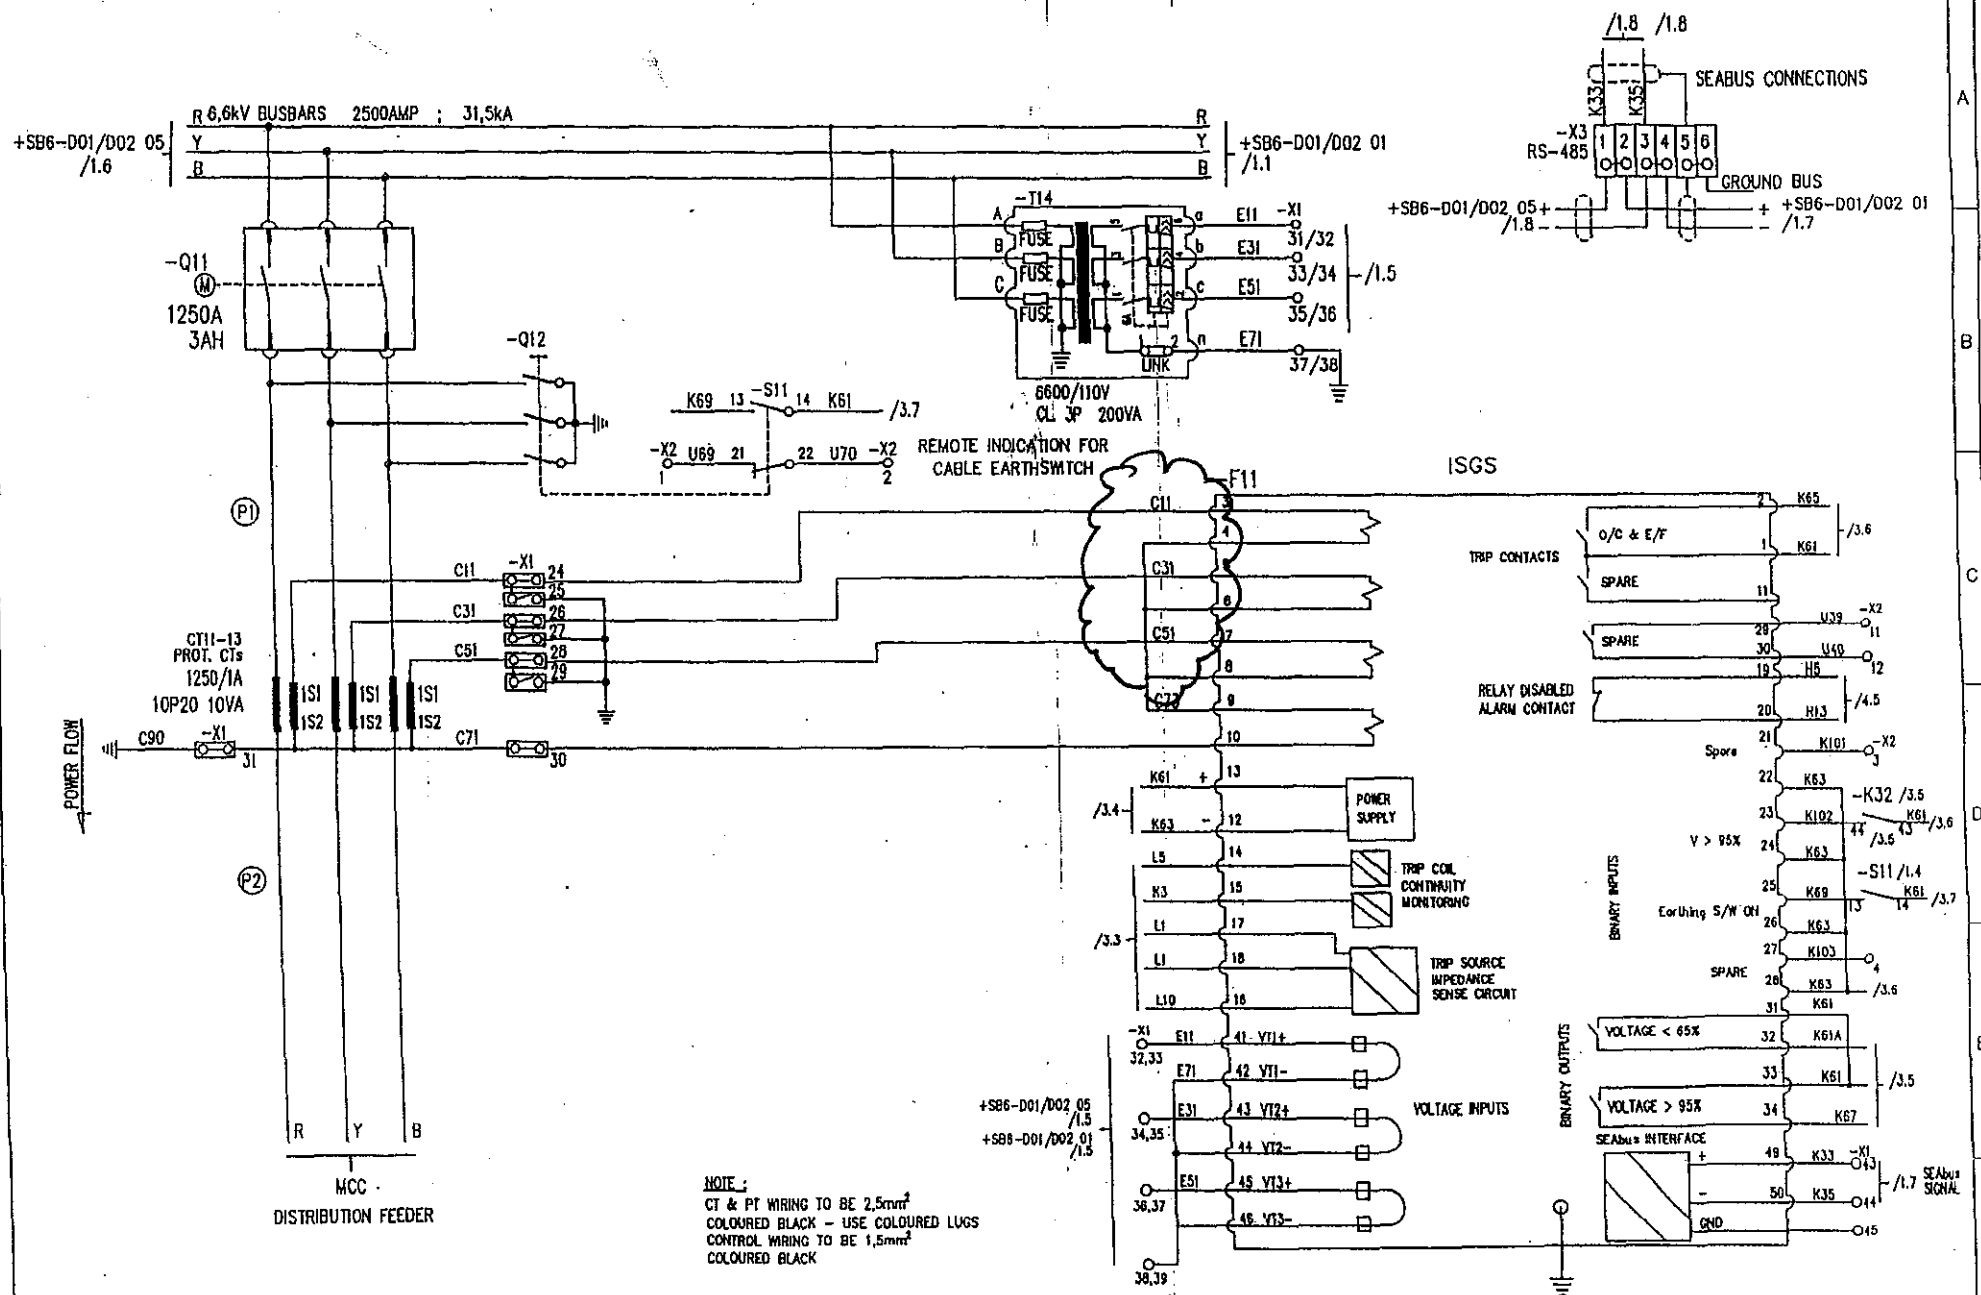 /1.8 /1.8
SEABUS CONNECTIONS
K33 K35
-X3
RS-485
1 2 3 4 5 6
GROUND BUS
+SB6-D01/D02 05 +
/1.8 -
+ +SB6-D01/D02 01
- /1.7
A
B
C
D
E
R 6,6kV BUSBARS 2500AMP ; 31,5kA
Y
B
+SB6-D01/D02 05
/1.6
R
Y
B
+SB6-D01/D02 01
/1.1
-T14
A
FUSE
B
FUSE
C
FUSE
3
2
1
6
4
2
a E11 -X1
31/32
b E31
33/34
c E51
35/36
/1.5
n E71
37/38
1 2
LINK
6600/110V
CL 3P 200VA
-Q11
M
1250A
3AH
-Q12
K69 13 -S11 14 K61 /3.7
-X2 U69 21 22 U70 -X2
1 2
REMOTE INDICATION FOR
CABLE EARTHSWITCH
P1
C11 -X1 24
25
C31 26
27
C51 28
29
CT11-13
PROT. CTs
1250/1A
10P20 10VA
1S1 1S1 1S1
1S2 1S2 1S2
C90 -X1 31
C71 30
POWER FLOW
P2
R Y B
MCC
DISTRIBUTION FEEDER
NOTE :
CT & PT WIRING TO BE 2,5mm²
COLOURED BLACK - USE COLOURED LUGS
CONTROL WIRING TO BE 1,5mm²
COLOURED BLACK
-F11
ISGS
C11 3
4
C31
6
C51 7
8
C73 9
10
/3.4
K61 + 13
K63 - 12
POWER
SUPPLY
/3.3
L5 14
K3 15
TRIP COIL
CONTINUITY
MONITORING
L1 17
L1 18
L10 16
TRIP SOURCE
IMPEDANCE
SENSE CIRCUIT
-X1
32,33
E11 41 VT1+
E71 42 VT1-
+SB6-D01/D02 05
/1.5
+SB6-D01/D02 01
/1.5
34,35
E31 43 VT2+
44 VT2-
36,37
E51 45 VT3+
46 VT3-
38,39
VOLTAGE INPUTS
TRIP CONTACTS
O/C & E/F
2 K65
1 K61
/3.6
SPARE
11
SPARE
29 U39 -X2
11
30 U40
12
RELAY DISABLED
ALARM CONTACT
19 H5
20 H13
/4.5
Spare
21 K101 -X2
3
22 K63
BINARY INPUTS
V > 95%
23 K102
24 K63
-K32 /3.5
44 43 K61 /3.6
/3.5
Earthing S/W ON
25 K69
26 K63
-S11 /1.4
13 14 K61 /3.7
SPARE
27 K103 4
28 K63 /3.6
BINARY OUTPUTS
VOLTAGE < 65%
31 K61
32 K61A
VOLTAGE > 95%
33 K61
34 K67
/3.5
SEAbus INTERFACE
+ 49 K33 -X1
43
- 50 K35 44
GND 45
/1.7 SEAbus
SIGNAL